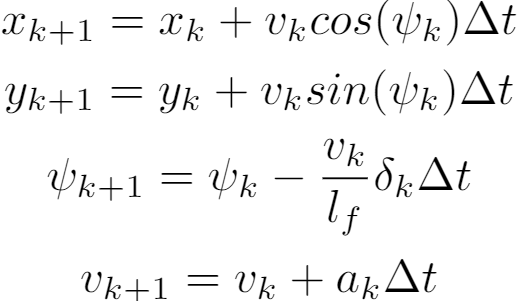 x_{k+1} = x_k + v_k cos(ψ_k)Δt
y_{k+1} = y_k + v_k sin(ψ_k)Δt
ψ_{k+1} = ψ_k − \frac{v_k}{l_f} δ_k Δt
v_{k+1} = v_k + a_k Δt